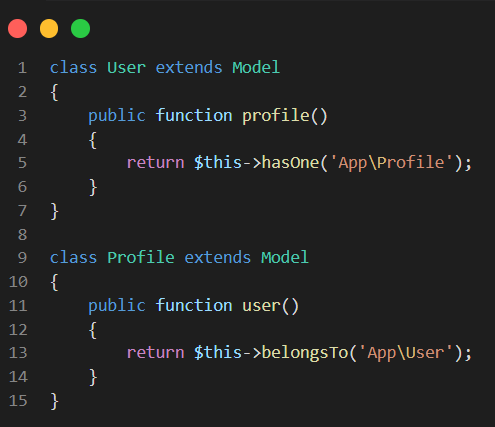 1 class User extends Model
2 {
3     public function profile()
4     {
5         return $this->hasOne('App\Profile');
6     }
7 }
8
9 class Profile extends Model
10 {
11     public function user()
12     {
13         return $this->belongsTo('App\User');
14     }
15 }